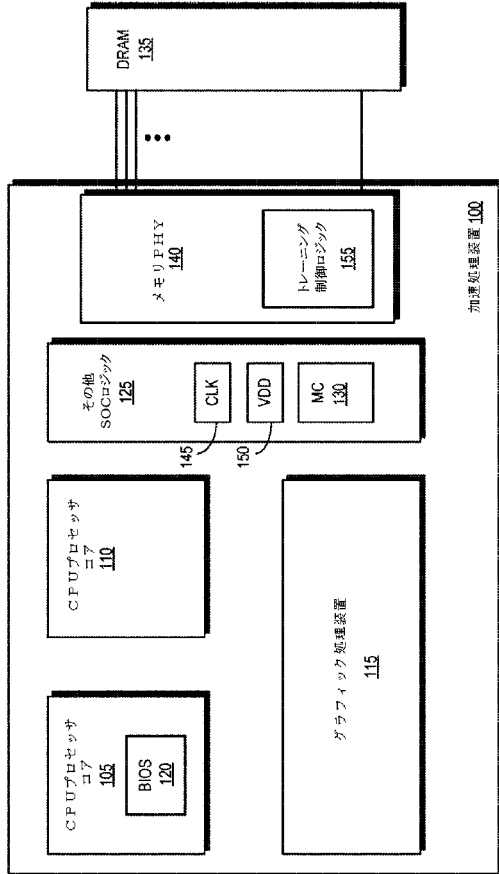 CPUプロセッサ
コア
105
BIOS
120
CPUプロセッサ
コア
110
その他
SOCロジック
125
CLK
145
VDD
150
MC
130
メモリPHY
140
トレーニング
制御ロジック
155
DRAM
135
グラフィック処理装置
115
加速処理装置 100